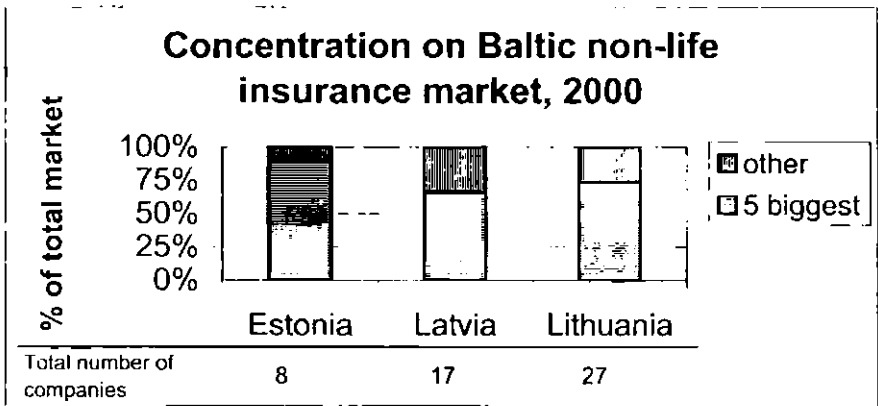 Concentration on Baltic non-life
insurance market, 2000
% of total market
100%
75%
50%
25%
0%
other
5 biggest
Estonia Latvia Lithuania
Total number of
companies 8 17 27